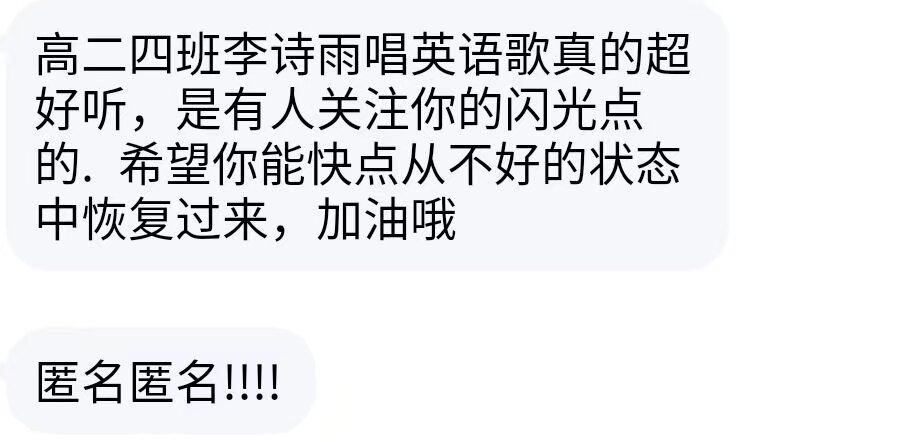 高二四班李诗雨唱英语歌真的超
好听，是有人关注你的闪光点
的．希望你能快点从不好的状态
中恢复过来，加油哦
匿名匿名!!!!